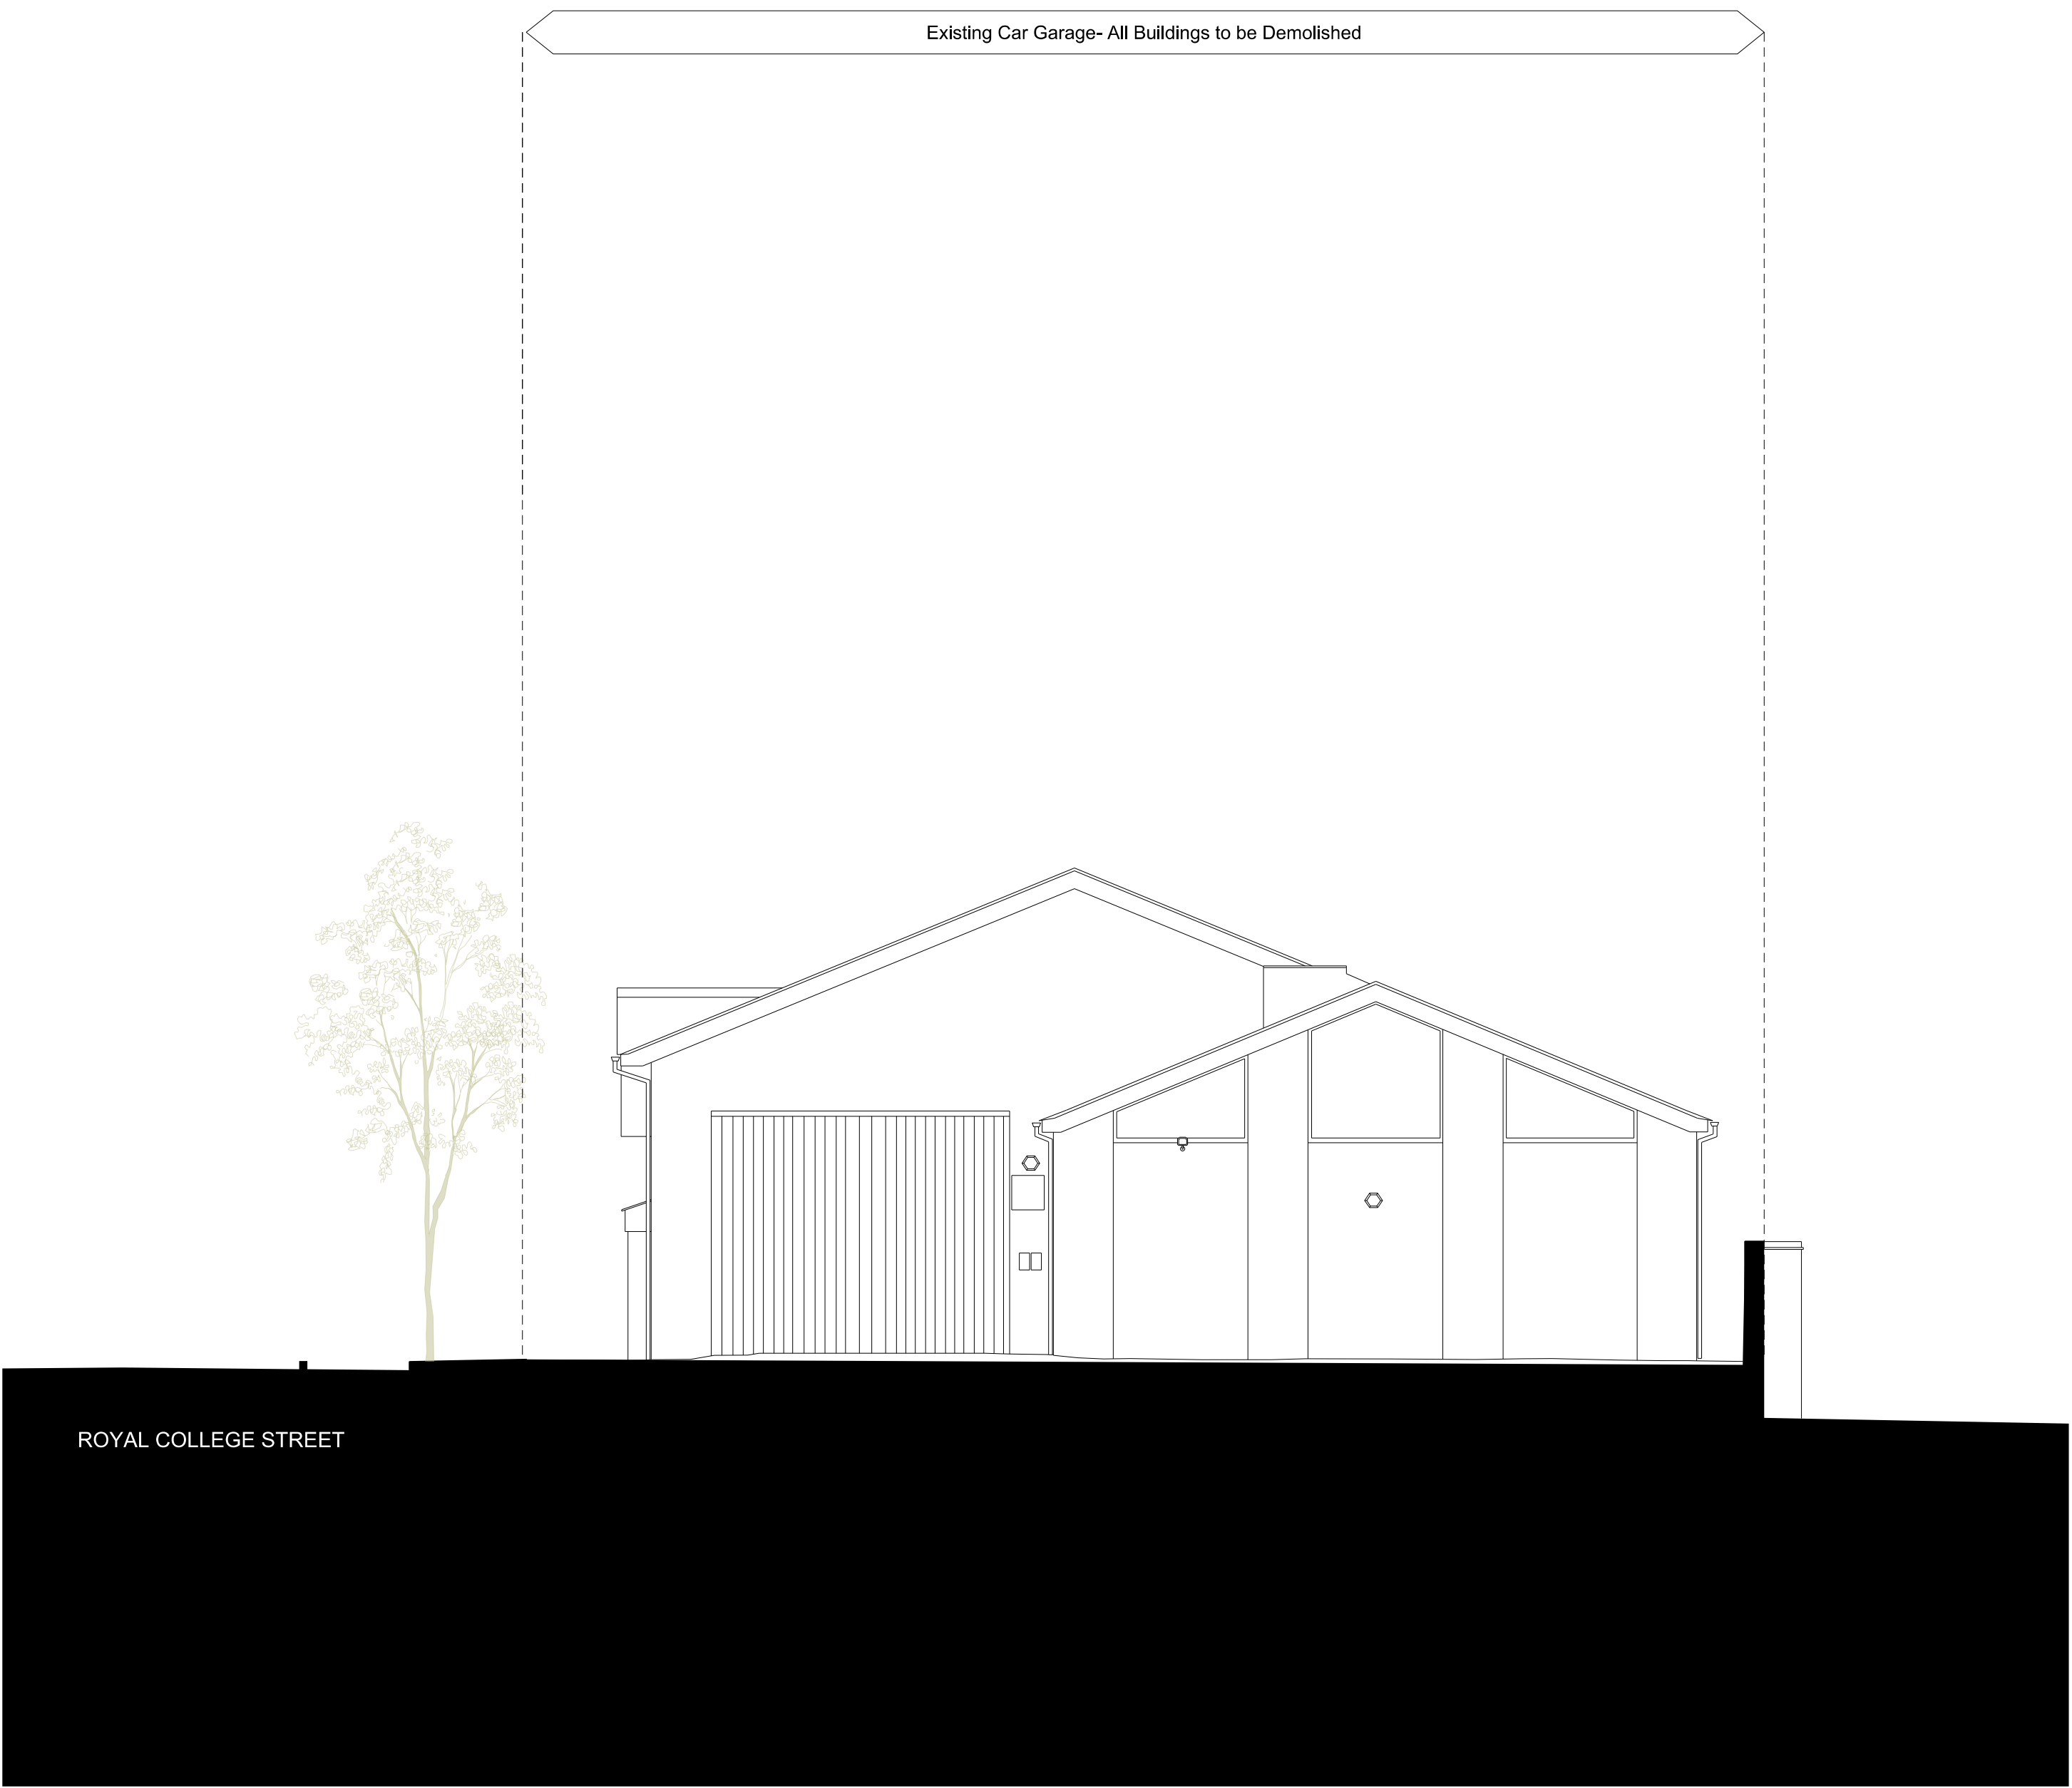 Existing Car Garage- All Buildings to be Demolished
ROYAL COLLEGE STREET